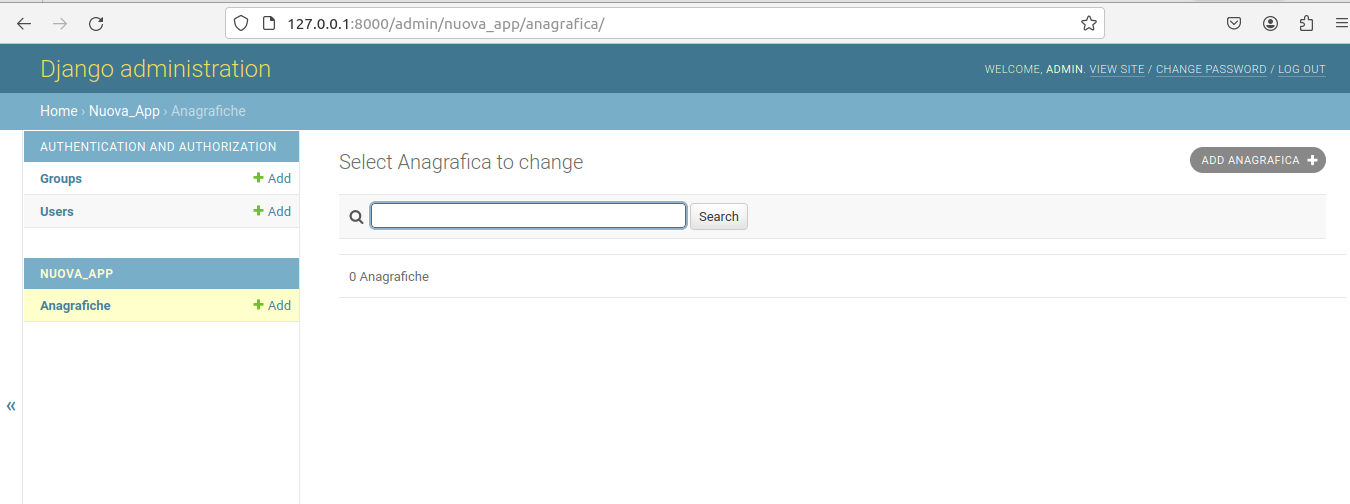 127.0.0.1:8000/admin/nuova_app/anagrafica/
Django administration
WELCOME, ADMIN. VIEW SITE / CHANGE PASSWORD / LOG OUT
Home › Nuova_App › Anagrafiche
AUTHENTICATION AND AUTHORIZATION
Groups + Add
Users + Add
NUOVA_APP
Anagrafiche + Add
«
Select Anagrafica to change
ADD ANAGRAFICA +
Search
0 Anagrafiche